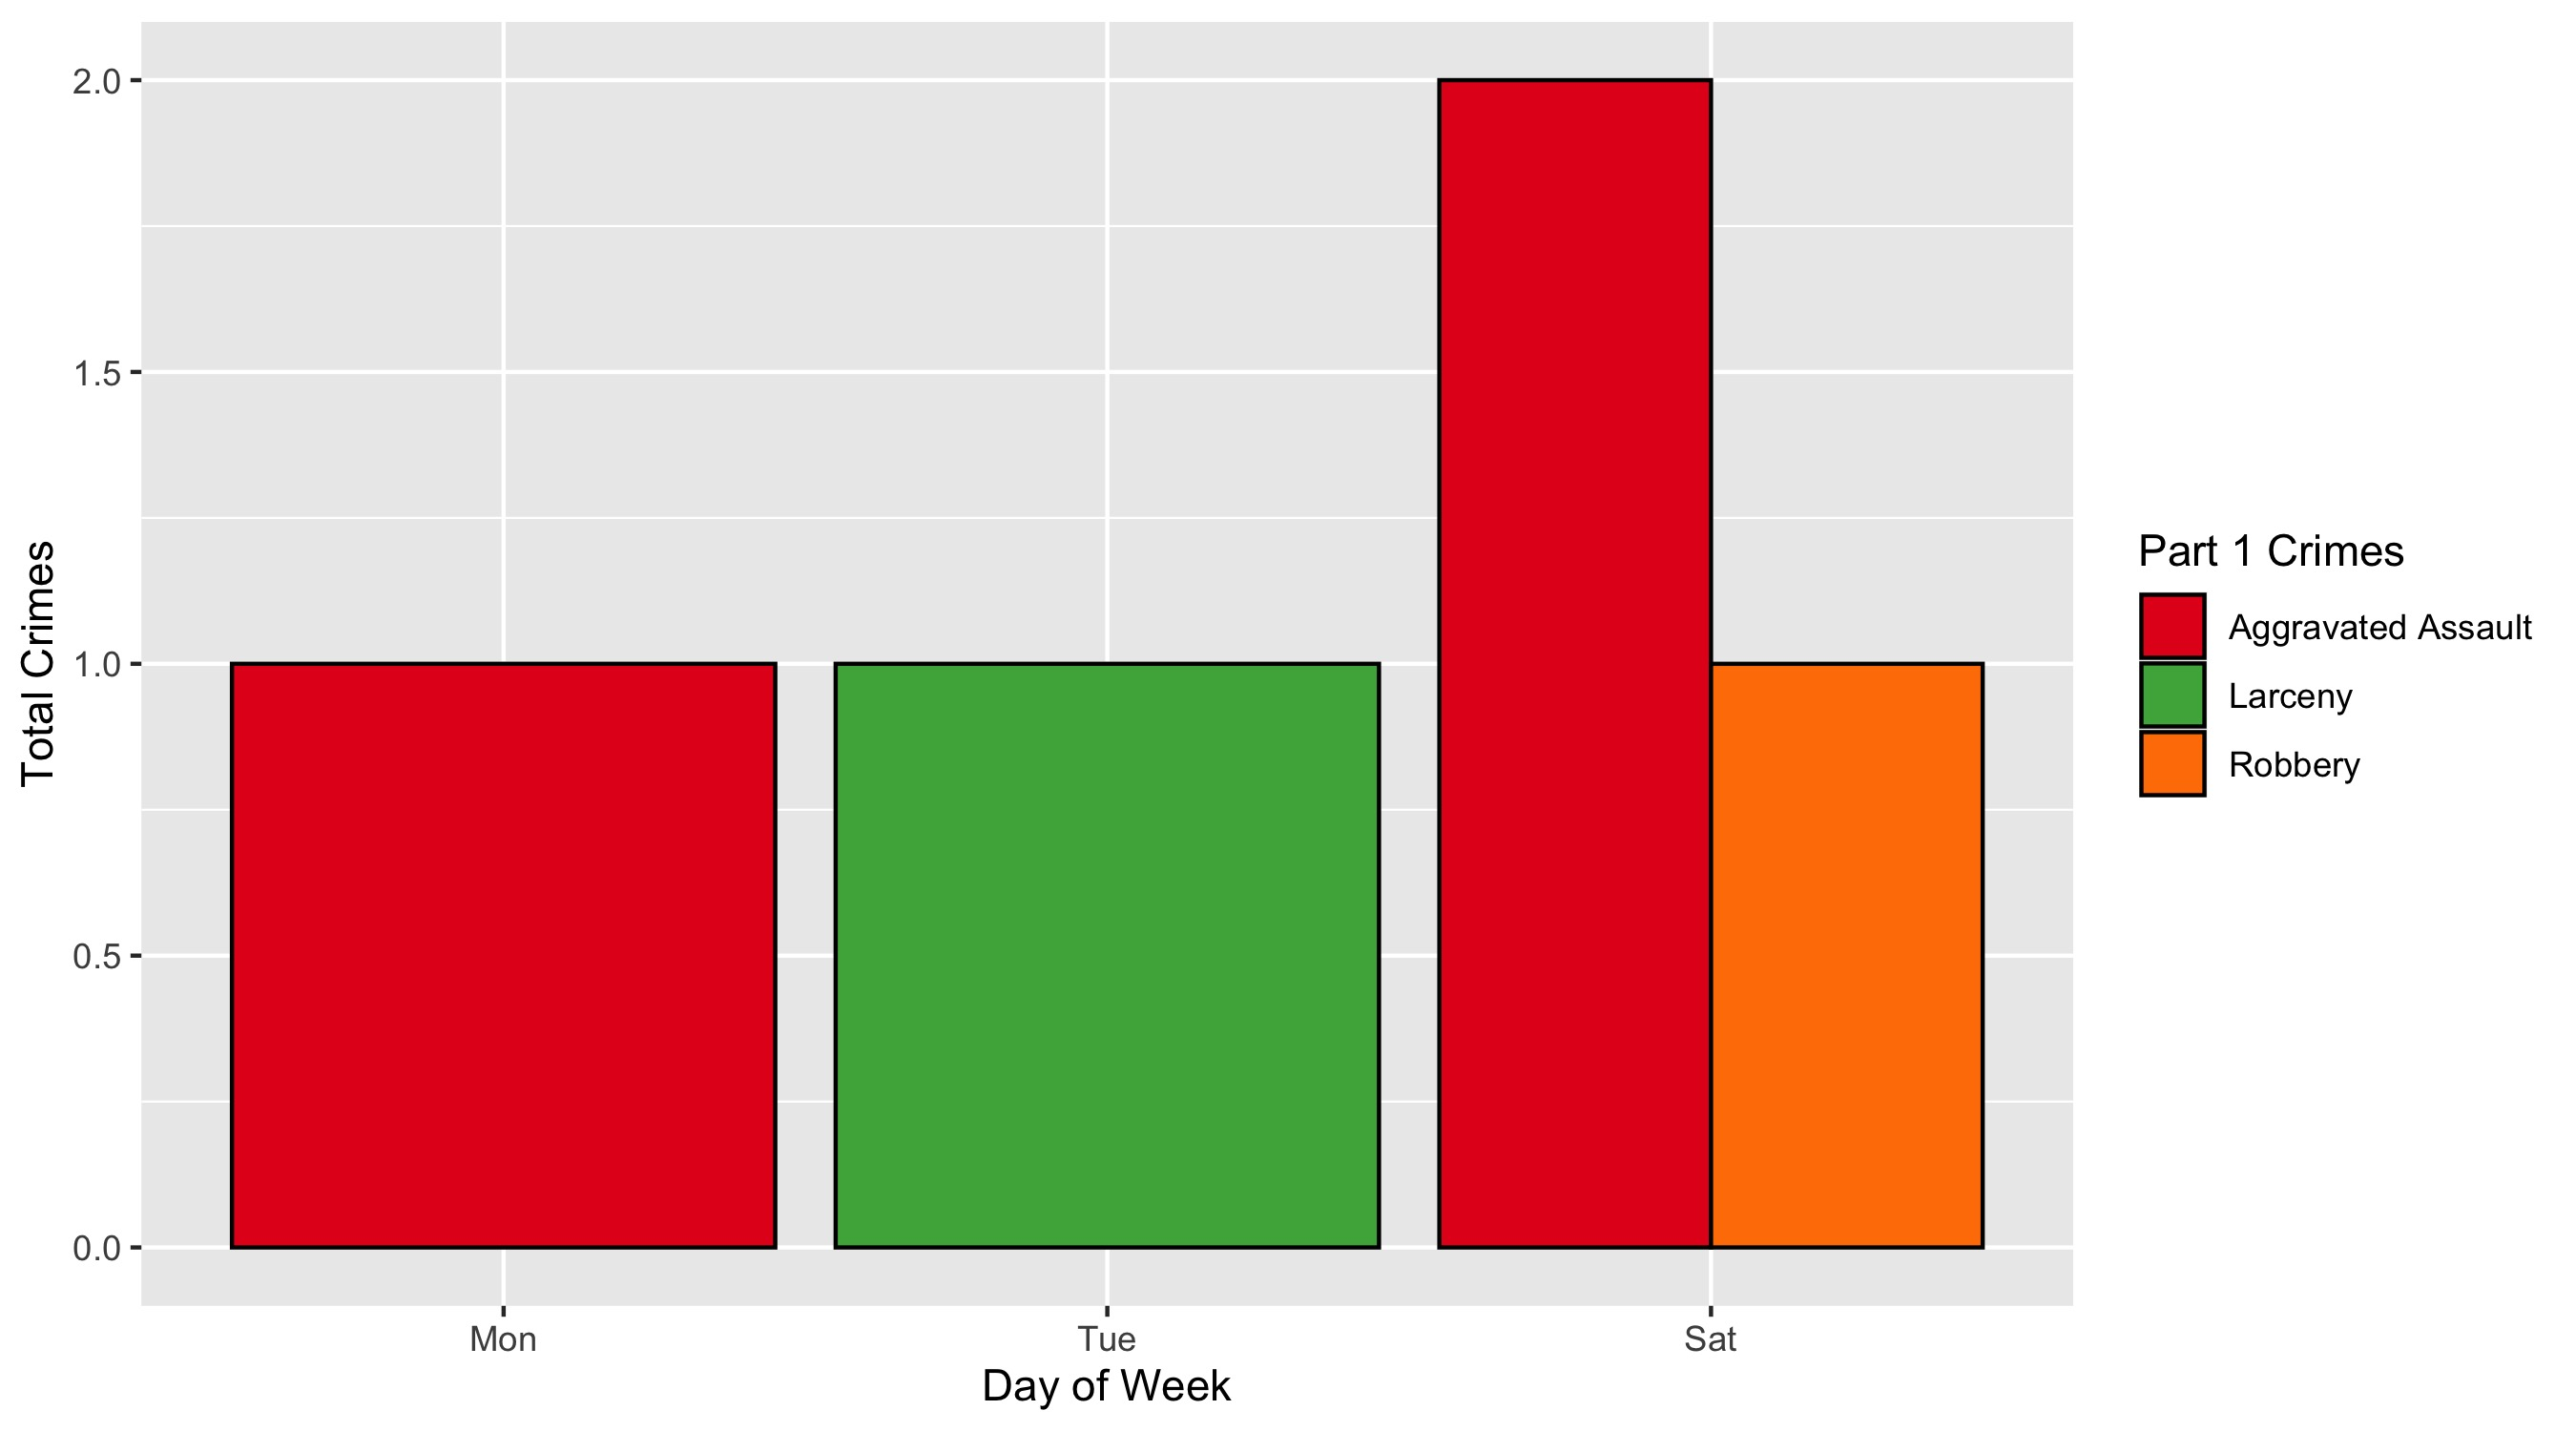 2.0
1.5
1.0
0.5
0.0
Total Crimes
Mon Tue Sat
Day of Week
Part 1 Crimes
Aggravated Assault
Larceny
Robbery